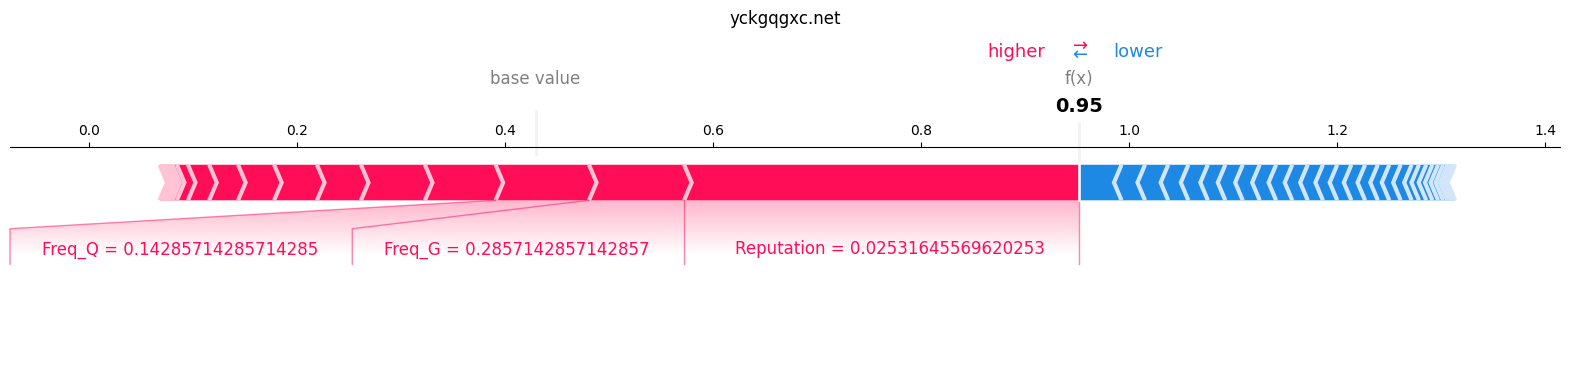 yckgqgxc.net
higher ⇄ lower
base value f(x)
0.95
0.0 0.2 0.4 0.6 0.8 1.0 1.2 1.4
Freq_Q = 0.14285714285714285 Freq_G = 0.2857142857142857 Reputation = 0.02531645569620253